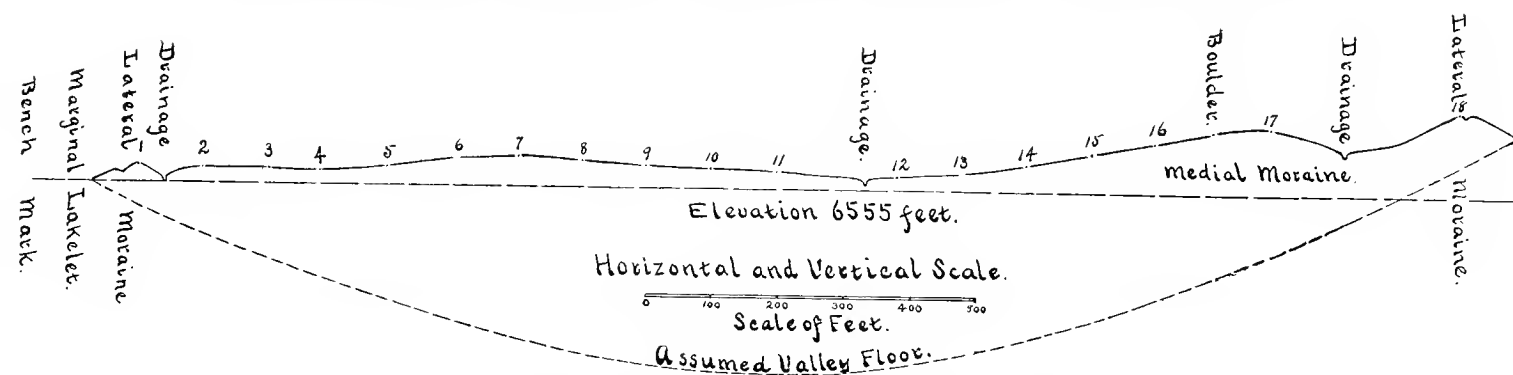 Bench Mark.
Marginal Lakelet.
Lateral Moraine
Drainage
Drainage.
Boulder.
Drainage
Lateral Moraine.
1 2 3 4 5 6 7 8 9 10 11 12 13 14 15 16 17 18
Medial Moraine.
Elevation 6555 feet.
Horizontal and Vertical Scale.
0 100 200 300 400 500
Scale of Feet.
Assumed Valley Floor.